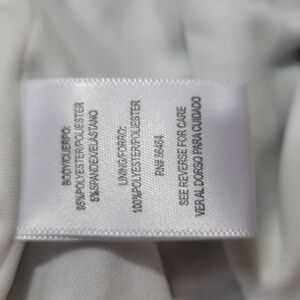 BODY/CUERPO:
95%POLYESTER/POLIESTER
5%SPANDEX/ELASTANO
LINING/FORRO:
100%POLYESTER/POLIESTER
RN# 56484
SEE REVERSE FOR CARE
VER AL DORSO PARA CUIDADO